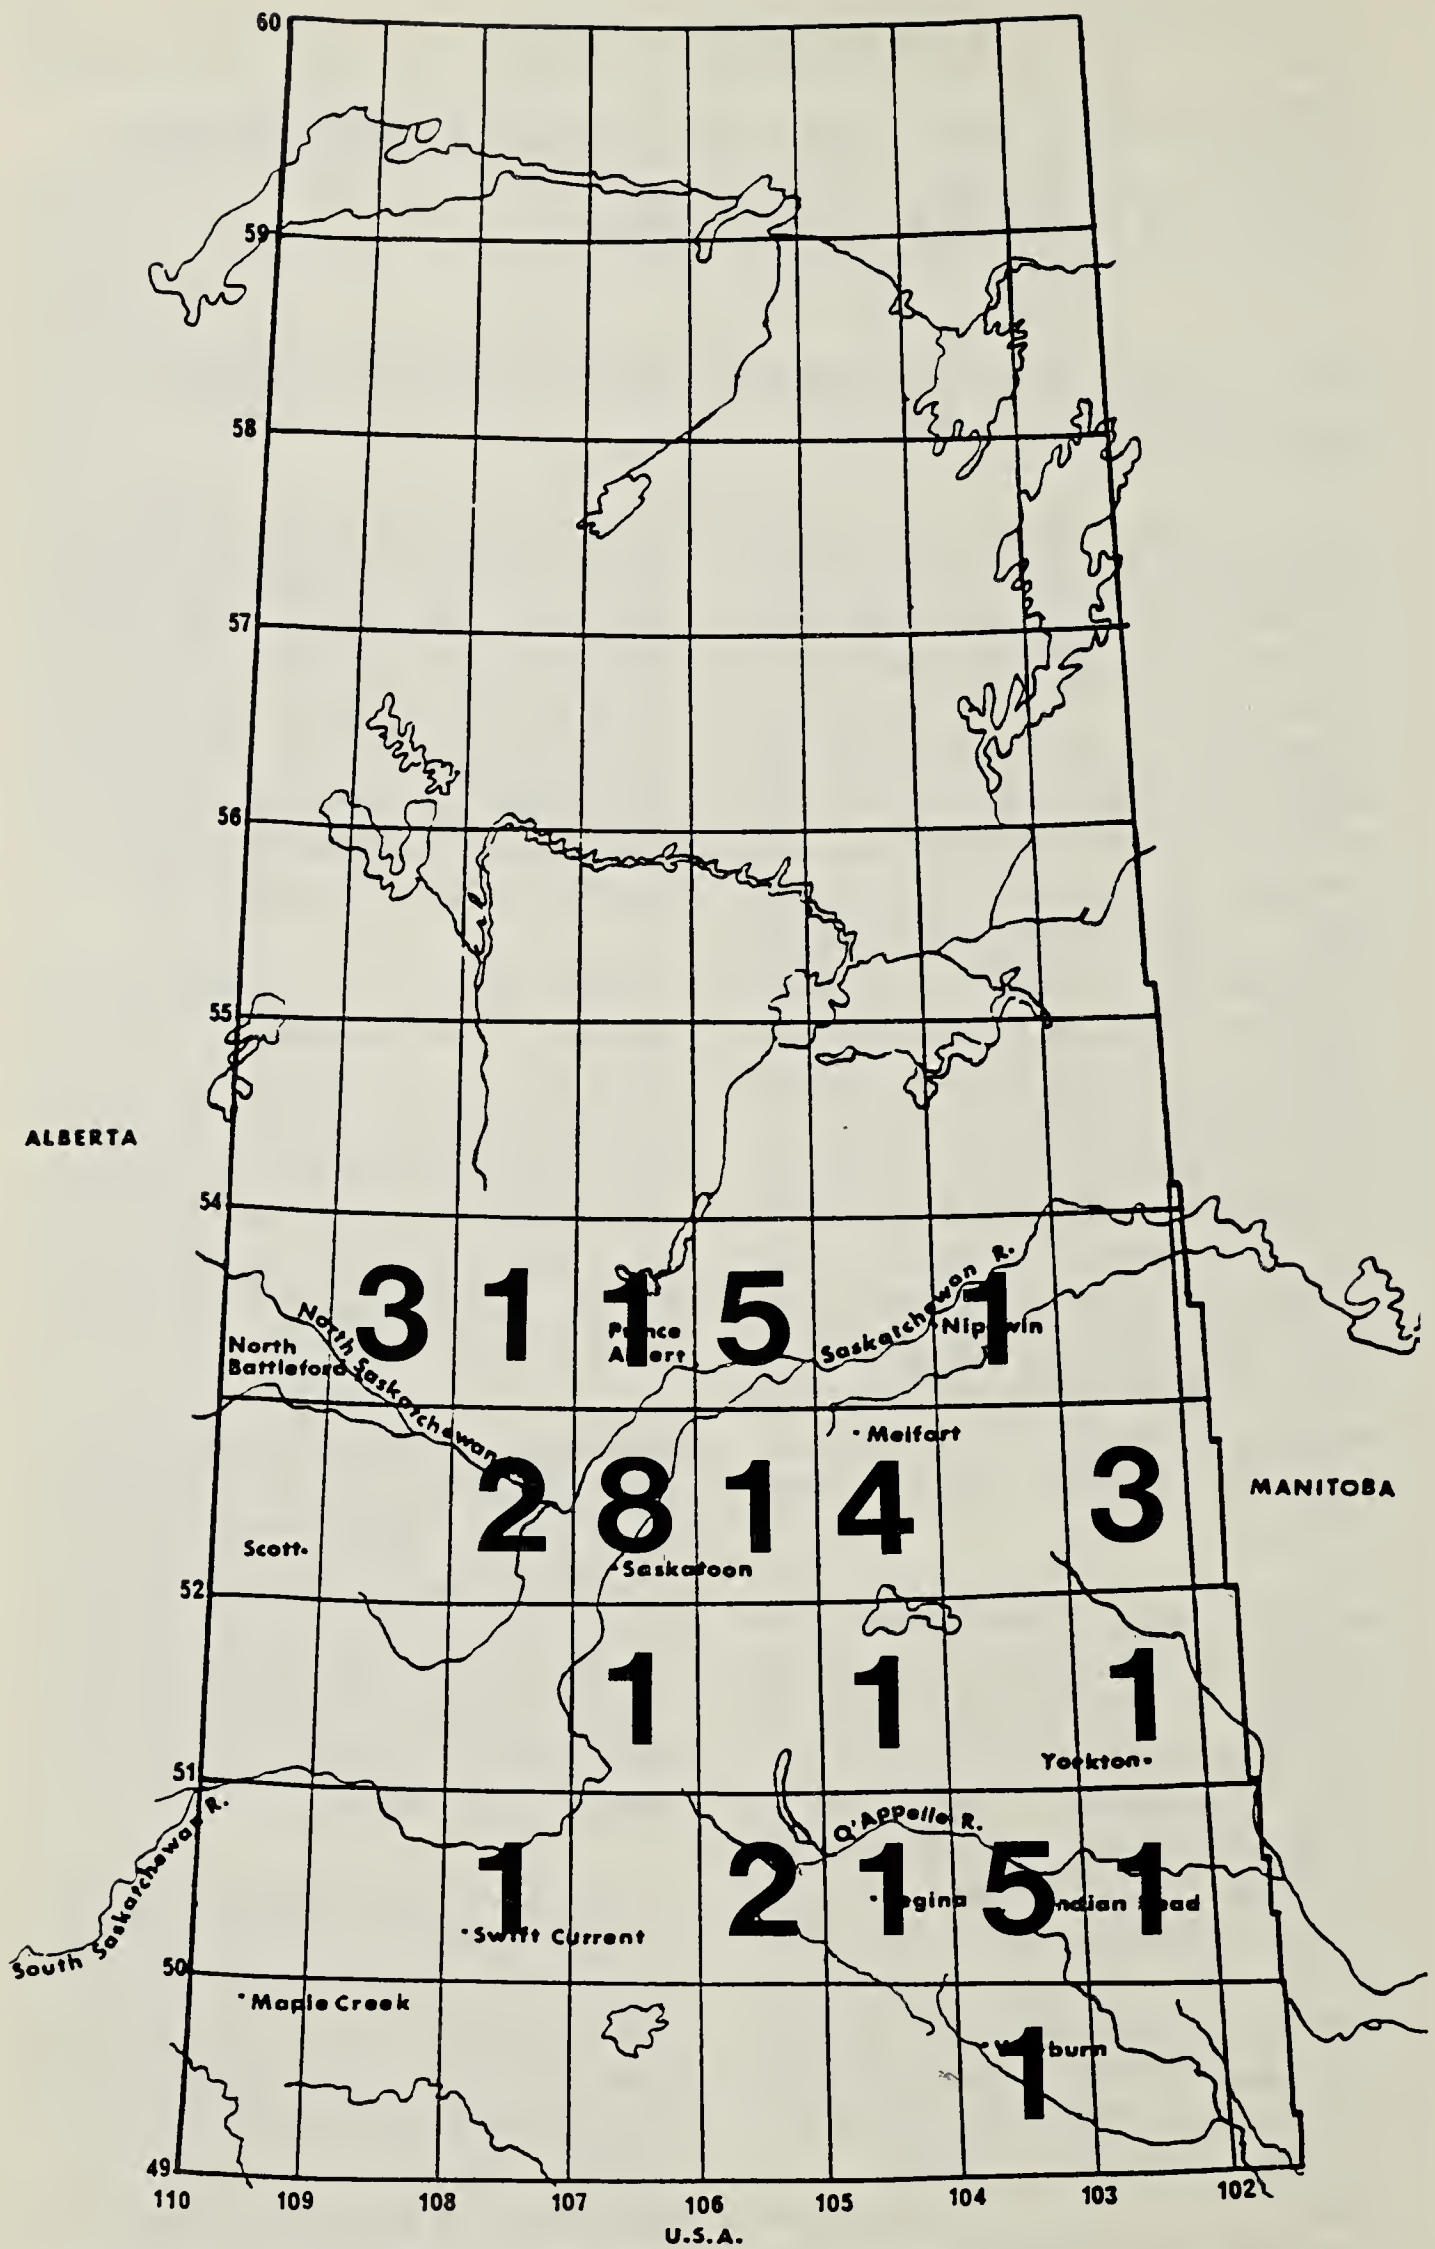 60
59
58
57
56
55
ALBERTA
54
3 1 1 5 1
North Saskatchewan
Saskatchewan R.
Nipawin
North
Battleford
Prince
Albert
Melfort
2 8 1 4 3
MANITOBA
Scott
Saskatoon
52
1 1 1
Yorkton
51
South Saskatchewan R.
Q'Appelle R.
1 2 1 5 1
Regina
Indian Head
Swift Current
50
Maple Creek
Weyburn
1
49
110 109 108 107 106 105 104 103 102
U.S.A.